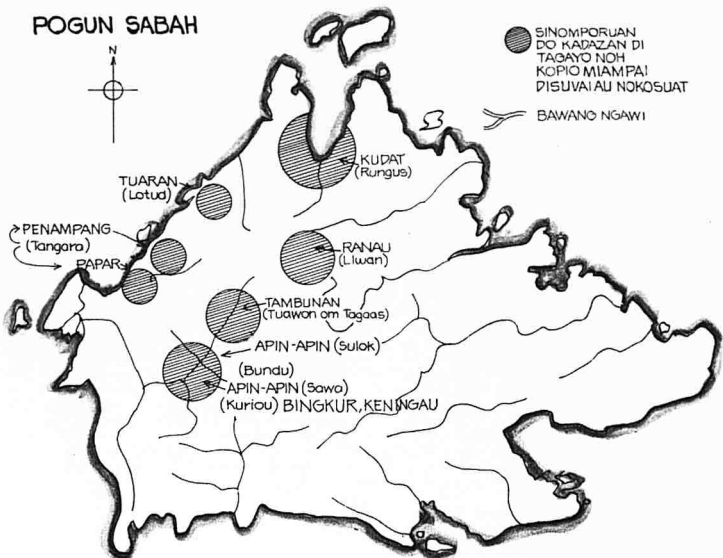 POGUN SABAH
N
SINOMPORUAN
DO KADAZAN DI
TAGAYO NOH
KOPIO MIAMPAI
DISUVAI AU NOKOSUAT
BAWANG NGAWI
KUDAT
(Rungus)
TUARAN
(Lotud)
PENAMPANG
(Tangara)
PAPAR
RANAU
(Liwan)
TAMBUNAN
(Tuawon om Tagaas)
APIN-APIN (Sulok)
(Bundu)
APIN-APIN (Sawa)
(Kuriou) BINGKUR, KENINGAU